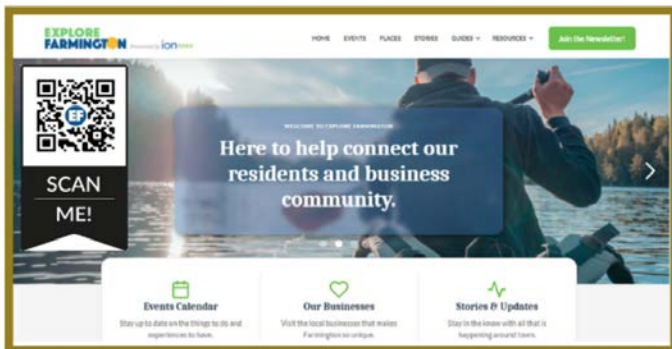 EXPLORE
FARMINGTON
HOME EVENTS PLACES STORIES GUIDES RESOURCES Join the Newsletter!
EF
SCAN
ME!
WELCOME TO EXPLORE FARMINGTON
Here to help connect our
residents and business
community.
Events Calendar
Stay up to date on the things to do and
experiences to have.
Our Businesses
Visit the local businesses that makes
Farmington so unique.
Stories & Updates
Stay in the know with all that is
happening around town.